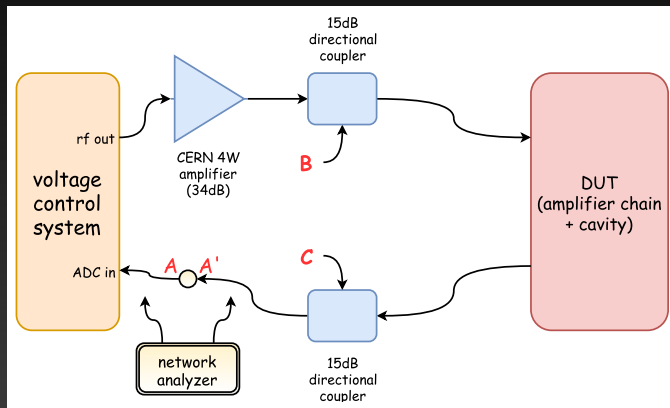 15dB
directional
coupler
rf out
CERN 4W
amplifier
(34dB)
B
voltage
control
system
DUT
(amplifier chain
+ cavity)
ADC in
A
A'
C
network
analyzer
15dB
directional
coupler